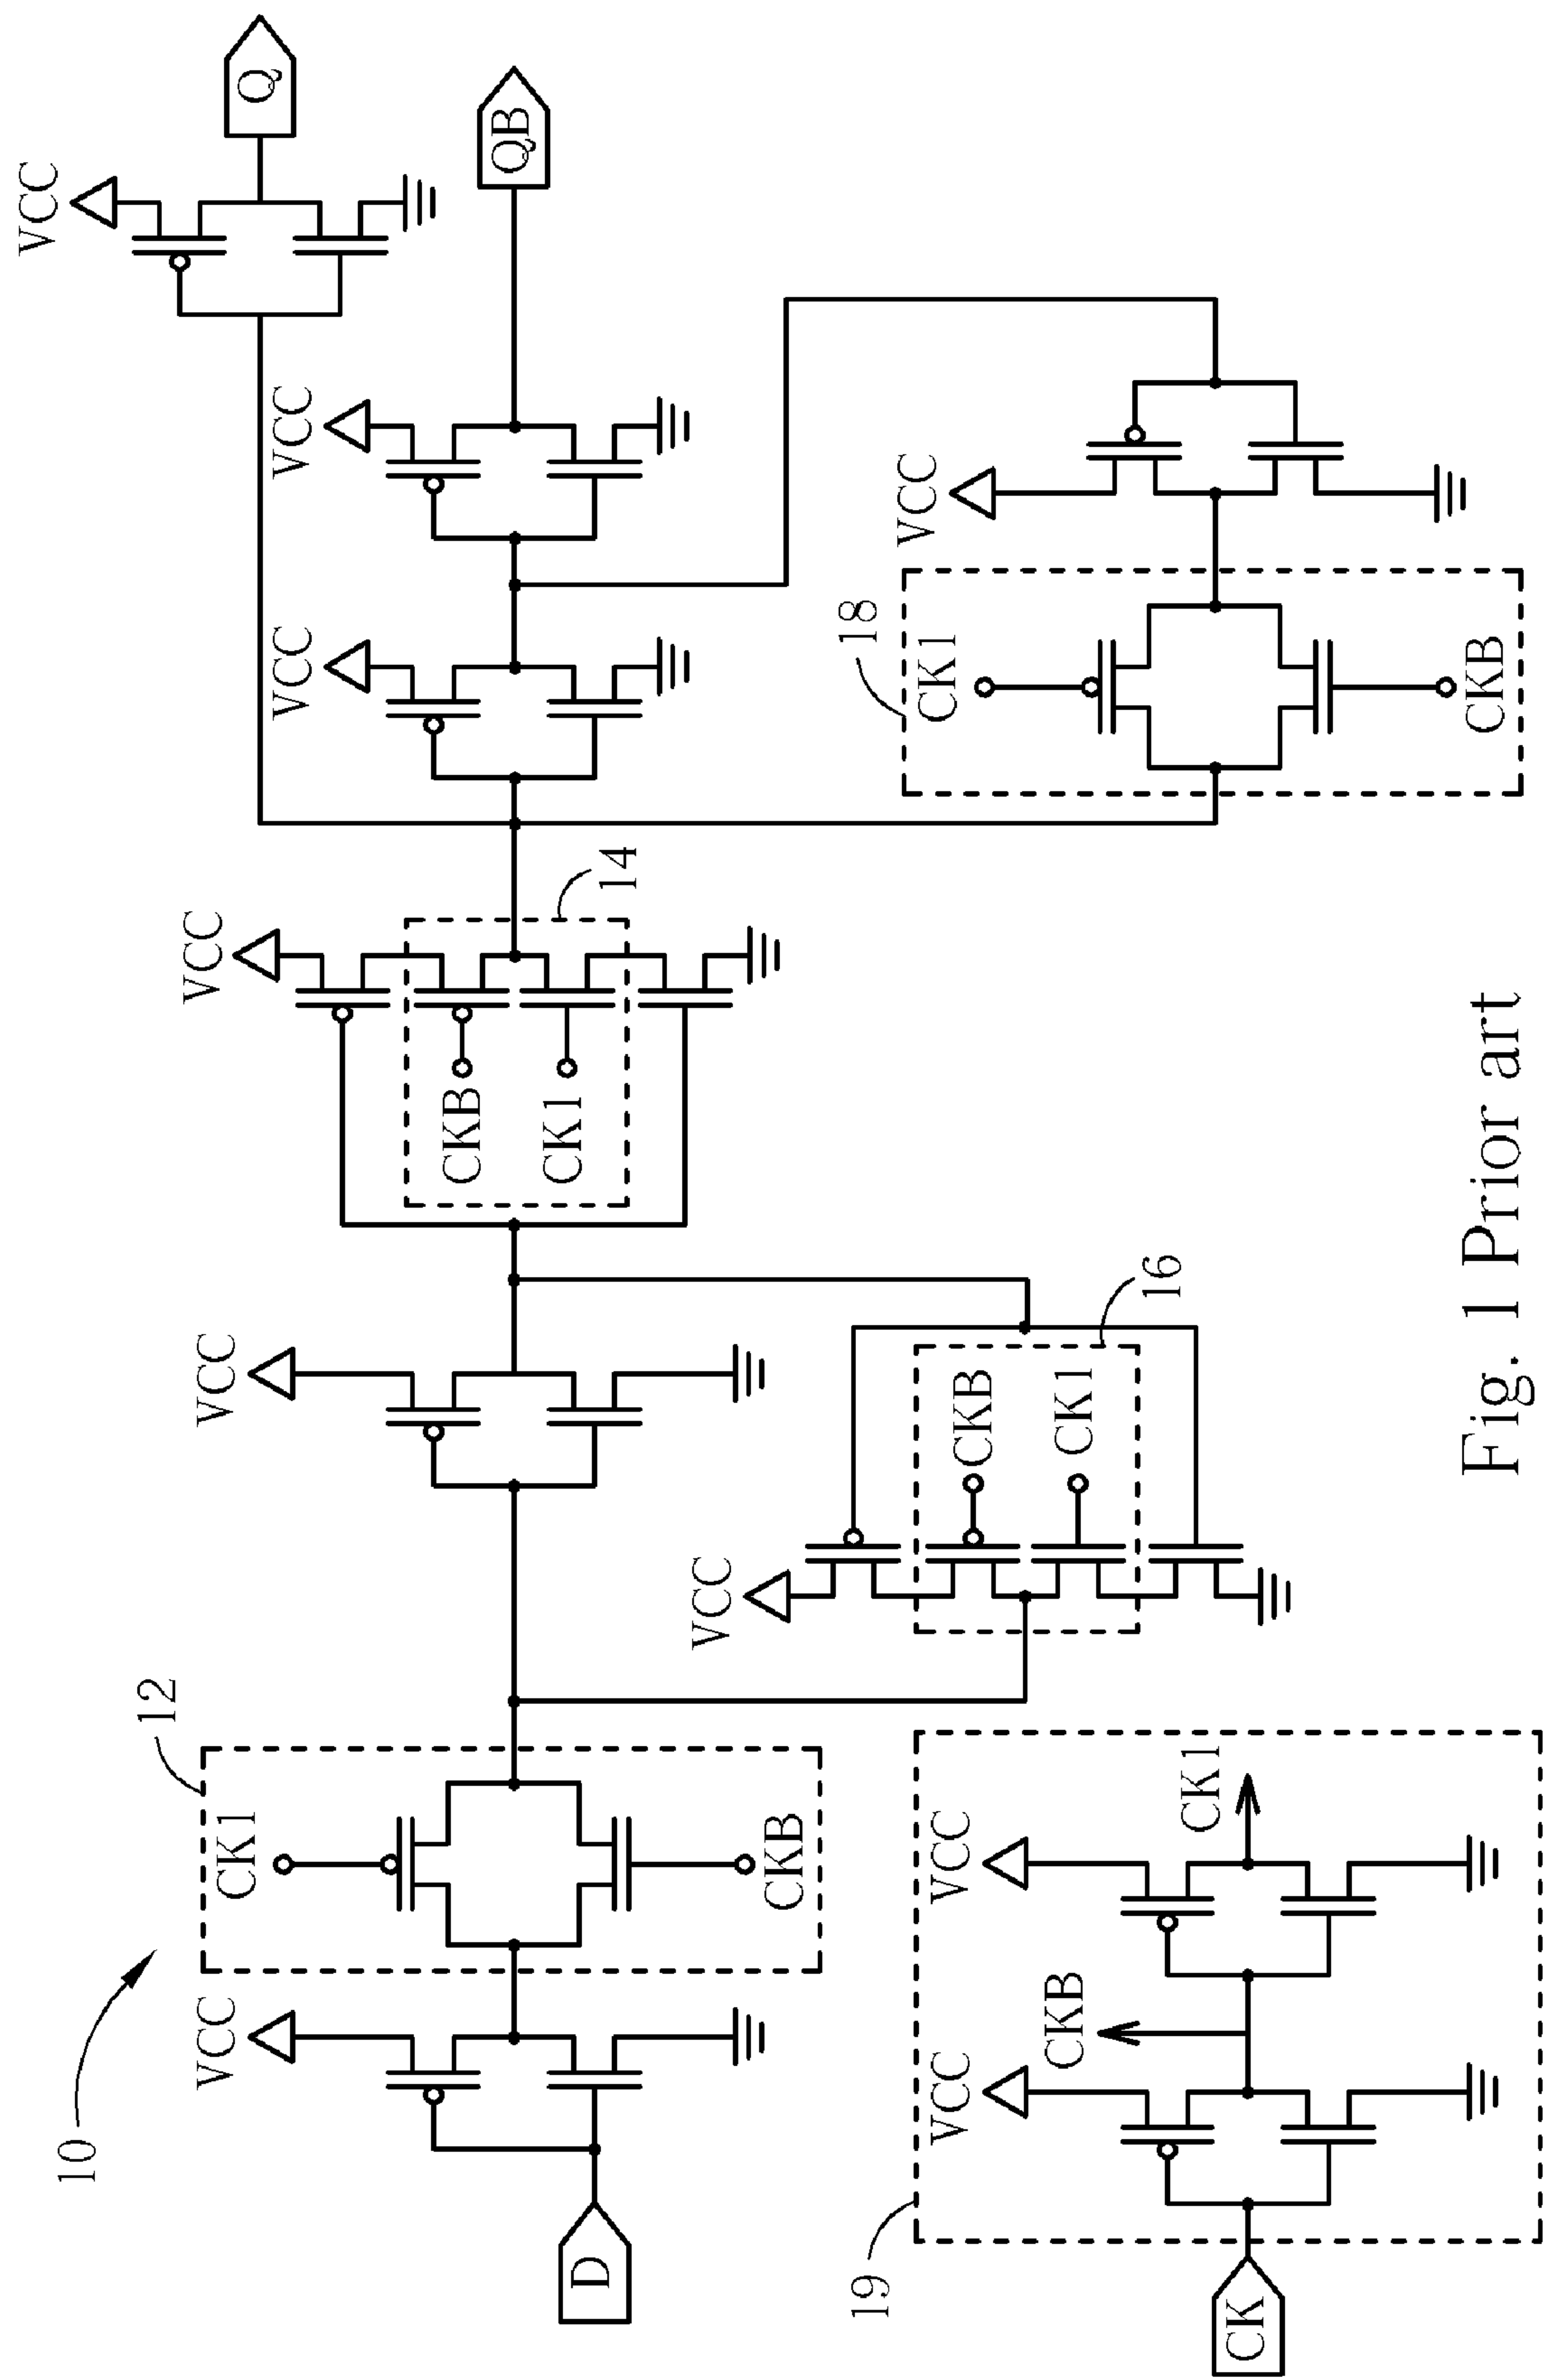 10
D
VCC
12
CK1
CKB
VCC
VCC
16
CKB
CK1
VCC
14
CKB
CK1
VCC
VCC
VCC
Q
QB
18
CK1
CKB
VCC
19
CK
VCC
CKB
VCC
CK1
Fig. 1 Prior art